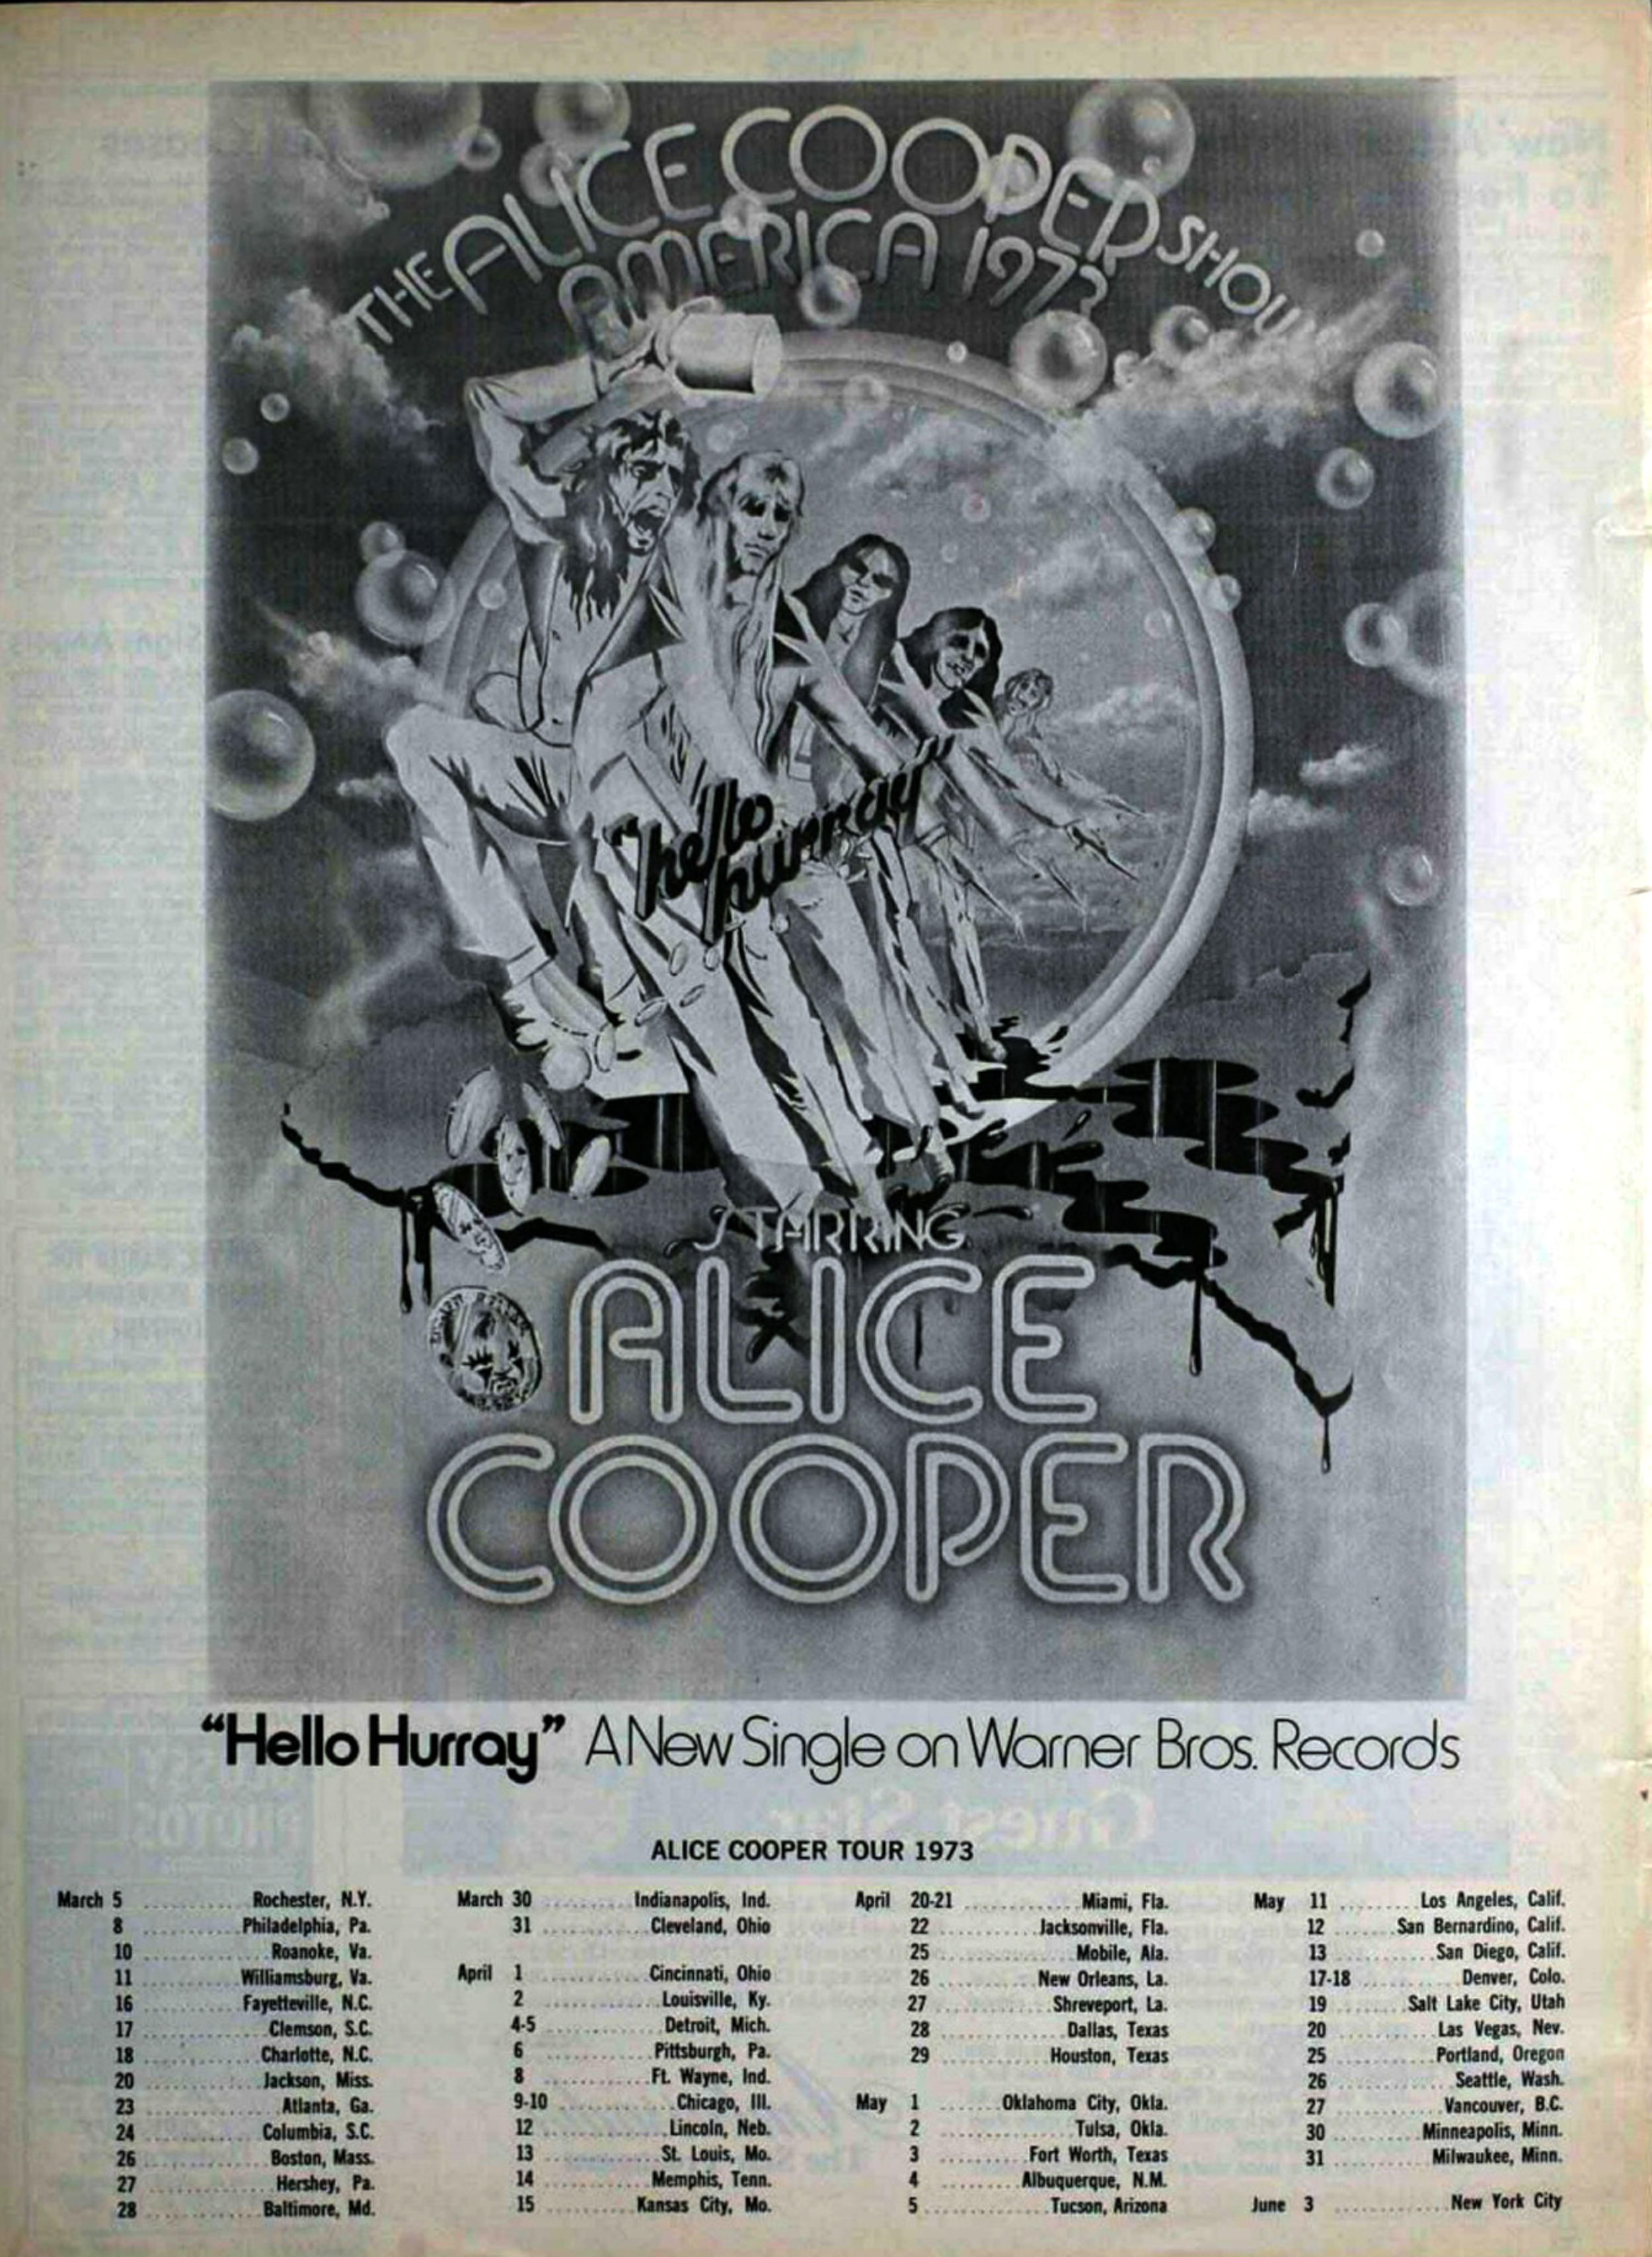 THE ALICE COOPER SHOW
AMERICA 1973
"hello
hurray"
STARRING
ALICE
COOPER
"Hello Hurray" A New Single on Warner Bros. Records
ALICE COOPER TOUR 1973
March 5 .......... Rochester, N.Y.
8 .......... Philadelphia, Pa.
10 .......... Roanoke, Va.
11 .......... Williamsburg, Va.
16 .......... Fayetteville, N.C.
17 .......... Clemson, S.C.
18 .......... Charlotte, N.C.
20 .......... Jackson, Miss.
23 .......... Atlanta, Ga.
24 .......... Columbia, S.C.
26 .......... Boston, Mass.
27 .......... Hershey, Pa.
28 .......... Baltimore, Md.
March 30 .......... Indianapolis, Ind.
31 .......... Cleveland, Ohio
April 1 .......... Cincinnati, Ohio
2 .......... Louisville, Ky.
4-5 .......... Detroit, Mich.
6 .......... Pittsburgh, Pa.
8 .......... Ft. Wayne, Ind.
9-10 .......... Chicago, Ill.
12 .......... Lincoln, Neb.
13 .......... St. Louis, Mo.
14 .......... Memphis, Tenn.
15 .......... Kansas City, Mo.
April 20-21 .......... Miami, Fla.
22 .......... Jacksonville, Fla.
25 .......... Mobile, Ala.
26 .......... New Orleans, La.
27 .......... Shreveport, La.
28 .......... Dallas, Texas
29 .......... Houston, Texas
May 1 .......... Oklahoma City, Okla.
2 .......... Tulsa, Okla.
3 .......... Fort Worth, Texas
4 .......... Albuquerque, N.M.
5 .......... Tucson, Arizona
May 11 .......... Los Angeles, Calif.
12 .......... San Bernardino, Calif.
13 .......... San Diego, Calif.
17-18 .......... Denver, Colo.
19 .......... Salt Lake City, Utah
20 .......... Las Vegas, Nev.
25 .......... Portland, Oregon
26 .......... Seattle, Wash.
27 .......... Vancouver, B.C.
30 .......... Minneapolis, Minn.
31 .......... Milwaukee, Minn.
June 3 .......... New York City